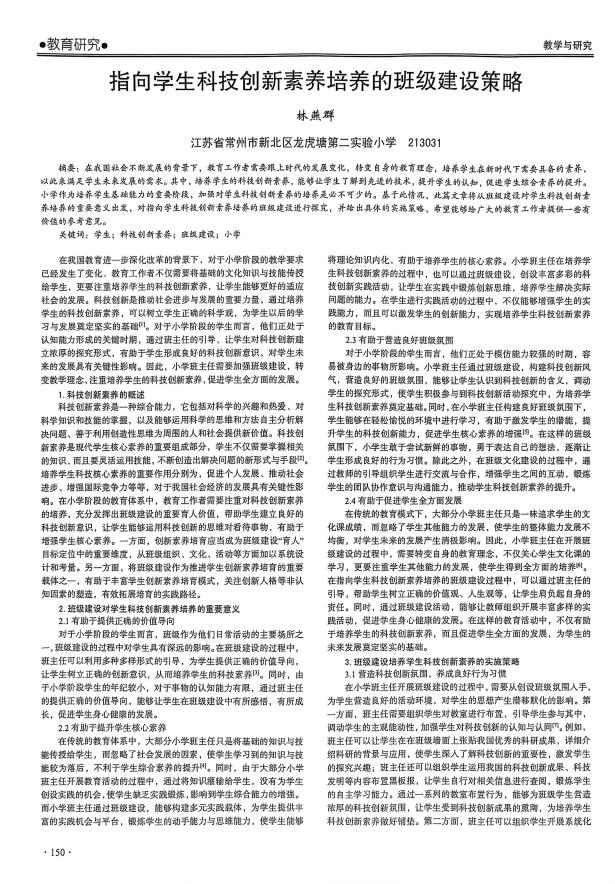 ●教育研究●
教学与研究
指向学生科技创新素养培养的班级建设策略
林燕群
江苏省常州市新北区龙虎塘第二实验小学 213031
摘要：在我国社会不断发展的背景下，教育工作者需要跟上时代的发展变化，转变自身的教育理念，培养学生在新时代下需要具备的素养，
以此来满足学生未来发展的需求。其中，培养学生的科技创新素养，能够让学生了解到先进的技术，提升学生的认知，促进学生综合素养的提升。
小学作为培养学生基础能力的重要阶段，加强对学生科技创新素养的培养是必不可少的。基于此情况，此篇文章将从班级建设对学生科技创新素
养培养的重要意义出发，对指向学生科技创新素养培养的班级建设进行探究，并给出具体的实施策略，希望能够给广大的教育工作者提供一些有
价值的参考意见。
关键词：学生；科技创新素养；班级建设；小学
在我国教育进一步深化改革的背景下，对于小学阶段的教学要求
已经发生了变化，教育工作者不仅需要将基础的文化知识与技能传授
给学生，更要注重培养学生的科技创新素养，让学生能够更好的适应
社会的发展。科技创新是推动社会进步与发展的重要力量，通过培养
学生的科技创新素养，可以树立学生正确的科学观，为学生以后的学
习与发展奠定坚实的基础[1]。对于小学阶段的学生而言，他们正处于
认知能力形成的关键时期，通过班主任的引导，让学生对科技创新建
立浓厚的探究形式，有助于学生形成良好的科技创新意识，对学生未
来的发展具有关键性影响。因此，小学班主任需要加强班级建设，转
变教学理念，注重培养学生的科技创新素养，促进学生全方面的发展。
1. 科技创新素养的概述
科技创新素养是一种综合能力，它包括对科学的兴趣和热爱、对
科学知识和技能的掌握，以及能够运用科学的思维和方法自主分析解
决问题、善于利用创造性思维为周围的人和社会提供新价值。科技创
新素养是现代学生核心素养的重要组成部分，学生不仅需要掌握相关
的知识，而且要灵活运用技能，不断创造出解决问题的新形式与手段[2]。
培养学生科技核心素养的重要作用分别为，促进个人发展、推动社会
进步、增强国际竞争力等等，对于我国社会经济的发展具有关键性影
响。在小学阶段的教育体系中，教育工作者需要注重对科技创新素养
的培养，充分发挥出班级建设的重要育人价值，帮助学生建立良好的
科技创新意识，让学生能够运用科技创新的思维对看待事物，有助于
增强学生核心素养。一方面，创新素养培育应当成为班级建设“育人”
目标定位中的重要维度，从班级组织、文化、活动等方面加以系统设
计和考量。另一方面，将班级建设作为推进学生创新素养培育的重要
载体之一，有助于丰富学生创新素养培育模式，关注创新人格等非认
知因素的塑造，有效拓展培育的实践路径。
2. 班级建设对学生科技创新素养培养的重要意义
2.1 有助于提供正确的价值导向
对于小学阶段的学生而言，班级作为他们日常活动的主要场所之
一，班级建设的过程中对学生具有深远的影响。在班级建设的过程中，
班主任可以利用多种多样形式的引导，为学生提供正确的价值导向，
让学生树立正确的创新意识，从而培养学生的科技素养[3]。同时，由
于小学阶段学生的年纪较小，对于事物的认知能力有限，通过班主任
的提供正确的价值导向，能够让学生在班级建设中有所感悟，有所成
长，促进学生身心健康的发展。
2.2 有助于提升学生核心素养
在传统的教育体系中，大部分小学班主任只是将基础的知识与技
能传授给学生，而忽略了社会发展的因素，使学生学习到的知识与技
能较为落后，不利于学生综合素养的提升[4]。同时，由于大部分小学
班主任开展教育活动的过程中，通过将知识灌输给学生，没有为学生
创设实践的机会，使学生缺乏实践锻炼，影响到学生综合能力的增强。
而小学班主任通过班级建设，能够构建多元实践载体，为学生提供丰
富的实践机会与平台，锻炼学生的动手能力与思维能力，使学生能够
将理论知识内化，有助于培养学生的核心素养。小学班主任在培养学
生科技创新素养的过程中，也可以通过班级建设，创设丰富多彩的科
技创新实践活动，让学生在实践中锻炼创新思维，培养学生解决实际
问题的能力。在学生进行实践活动的过程中，不仅能够增强学生的实
践能力，而且可以激发学生的创新能力，实现培养学生科技创新素养
的教育目标。
2.3 有助于营造良好班级氛围
对于小学阶段的学生而言，他们正处于模仿能力较强的时期，容
易被身边的事物所影响。小学班主任通过班级建设，构建科技创新风
气，营造良好的班级氛围，能够让学生认识到科技创新的含义，调动
学生的探究形式，使学生积极参与到科技创新活动探究中，为培养学
生科技创新素养奠定基础。同时，在小学班主任构建良好班级氛围下，
学生能够在轻松愉悦的环境中进行学习，有助于激发学生的潜能，提
升学生的科技创新能力，促进学生核心素养的增强[5]。在这样的班级
氛围下，小学生敢于尝试新鲜的事物，勇于表达自己的想法，逐渐让
学生形成良好的行为习惯。除此之外，在班级文化建设的过程中，通
过教师的引导组织学生进行交流与合作，增强学生之间的互动，锻炼
学生的团队协作意识与沟通能力，推动学生科技创新素养的提升。
2.4 有助于促进学生全方面发展
在传统的教育模式下，大部分小学班主任只是一味追求学生的文
化课成绩，而忽略了学生其他能力的发展，使学生的整体能力发展不
均衡，对学生未来的发展产生消极影响。因此，小学班主任在开展班
级建设的过程中，需要转变自身的教育理念，不仅关心学生文化课的
学习，更要注重学生其他能力的发展，使学生得到全方面的培养[6]。
在指向学生科技创新素养培养的班级建设过程中，可以通过班主任的
引导，帮助学生树立正确的价值观、人生观等，让学生肩负起自身的
责任。同时，通过班级建设活动，能够让教师组织开展丰富多样的实
践活动，促进学生身心健康的发展。在这样的教育活动中，不仅有助
于培养学生的科技创新素养，而且促进学生全方面的发展，为学生的
未来发展奠定坚实的基础。
3. 班级建设培养学生科技创新素养的实施策略
3.1 营造科技创新氛围，养成良好行为习惯
在小学班主任开展班级建设的过程中，需要从创设班级氛围入手，
为学生营造良好的活动环境，对学生的思想产生潜移默化的影响。第
一方面，班主任需要组织学生对教室进行布置，引导学生参与其中，
调动学生的主观能动性，加强学生对科技创新的认知与认同[7]。例如，
班主任可以让学生在在班级墙面上张贴我国优秀的科研成果，详细介
绍科研的背景与应用，使学生深入了解科技创新的重要性，激发学生
的探究兴趣；班主任还可以组织学生运用我国的科技创新成果、科技
发明等内容布置黑板报，让学生自行对相关信息进行查阅，锻炼学生
的自主学习能力。通过一系列的教室布置行为，能够为班级学生营造
浓厚的科技创新氛围，让学生受到科技创新成果的熏陶，为培养学生
科技创新素养做好铺垫。第二方面，班主任可以组织学生开展系统化
·150·